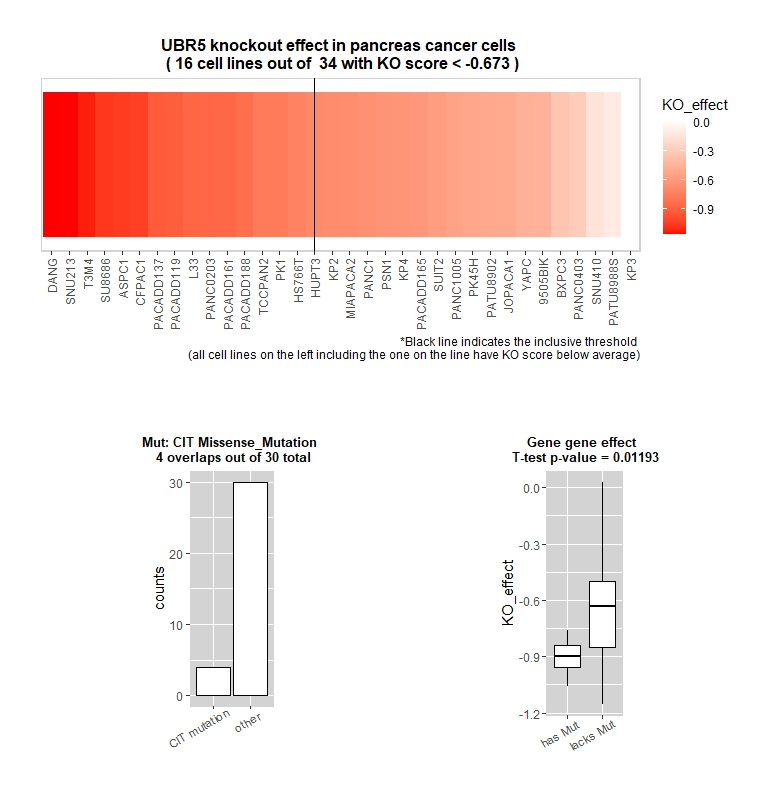 UBR5 knockout effect in pancreas cancer cells
( 16 cell lines out of  34 with KO score < -0.673 )
KO_effect
0.0
-0.3
-0.6
-0.9
DANG
SNU213
T3M4
SU8686
ASPC1
CFPAC1
PACADD137
PACADD119
L33
PANC0203
PACADD161
PACADD188
TCCPAN2
PK1
HS766T
HUPT3
KP2
MIAPACA2
PANC1
PSN1
KP4
PACADD165
SUIT2
PANC1005
PK45H
PATU8902
JOPACA1
YAPC
9505BIK
BXPC3
PANC0403
SNU410
PATU8988S
KP3
*Black line indicates the inclusive threshold
(all cell lines on the left including the one on the line have KO score below average)
Mut: CIT Missense_Mutation
4 overlaps out of 30 total
counts
30
20
10
0
CIT mutation
other
Gene gene effect
T-test p-value = 0.01193
KO_effect
0.0
-0.3
-0.6
-0.9
-1.2
has Mut
lacks Mut